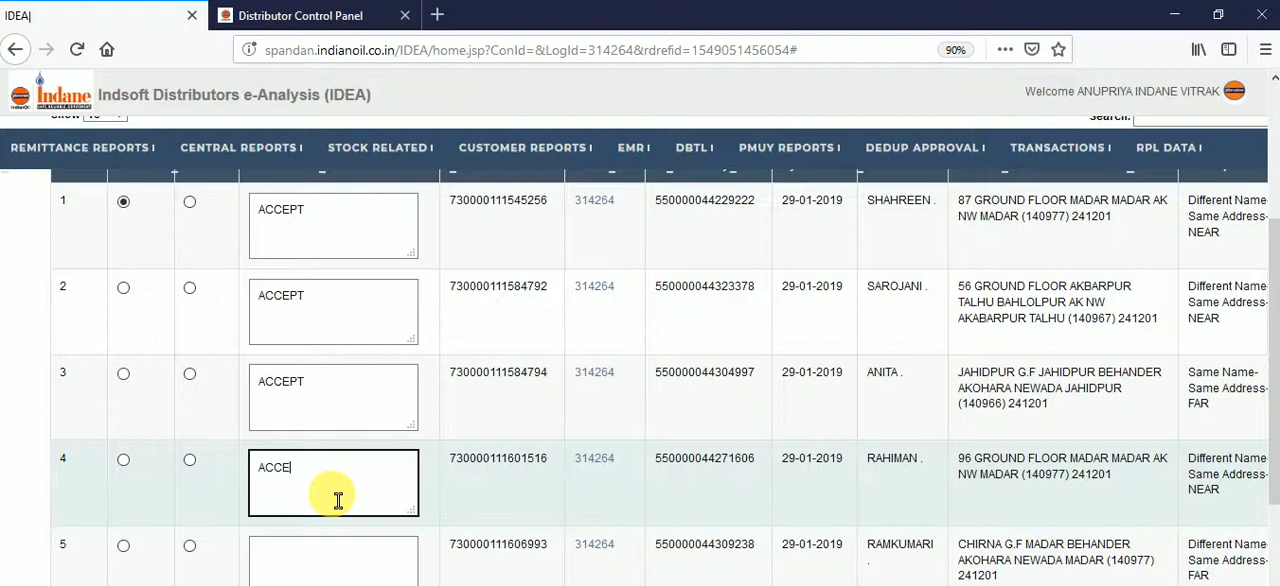 IDEA|
Distributor Control Panel
spandan.indianoil.co.in/IDEA/home.jsp?ConId=&LogId=314264&rdrefid=1549051456054#
90%
Indane
Indsoft Distributors e-Analysis (IDEA)
Welcome ANUPRIYA INDANE VITRAK
Show 10
Search:
REMITTANCE REPORTS
CENTRAL REPORTS
STOCK RELATED
CUSTOMER REPORTS
EMR
DBTL
PMUY REPORTS
DEDUP APPROVAL
TRANSACTIONS
RPL DATA
1
ACCEPT
730000111545256
314264
550000044229222
29-01-2019
SHAHREEN .
87 GROUND FLOOR MADAR MADAR AK
NW MADAR (140977) 241201
Different Name-
Same Address-
NEAR
2
ACCEPT
730000111584792
314264
550000044323378
29-01-2019
SAROJANI .
56 GROUND FLOOR AKBARPUR
TALHU BAHLOLPUR AK NW
AKABARPUR TALHU (140967) 241201
Different Name-
Same Address-
NEAR
3
ACCEPT
730000111584794
314264
550000044304997
29-01-2019
ANITA .
JAHIDPUR G.F JAHIDPUR BEHANDER
AKOHARA NEWADA JAHIDPUR
(140966) 241201
Same Name-
Same Address-
FAR
4
ACCE
730000111601516
314264
550000044271606
29-01-2019
RAHIMAN .
96 GROUND FLOOR MADAR MADAR AK
NW MADAR (140977) 241201
Different Name-
Same Address-
NEAR
5
730000111606993
314264
550000044309238
29-01-2019
RAMKUMARI
.
CHIRNA G.F MADAR BEHANDER
AKOHARA NEWADA MADAR (140977)
241201
Different Name-
Same Address-
FAR